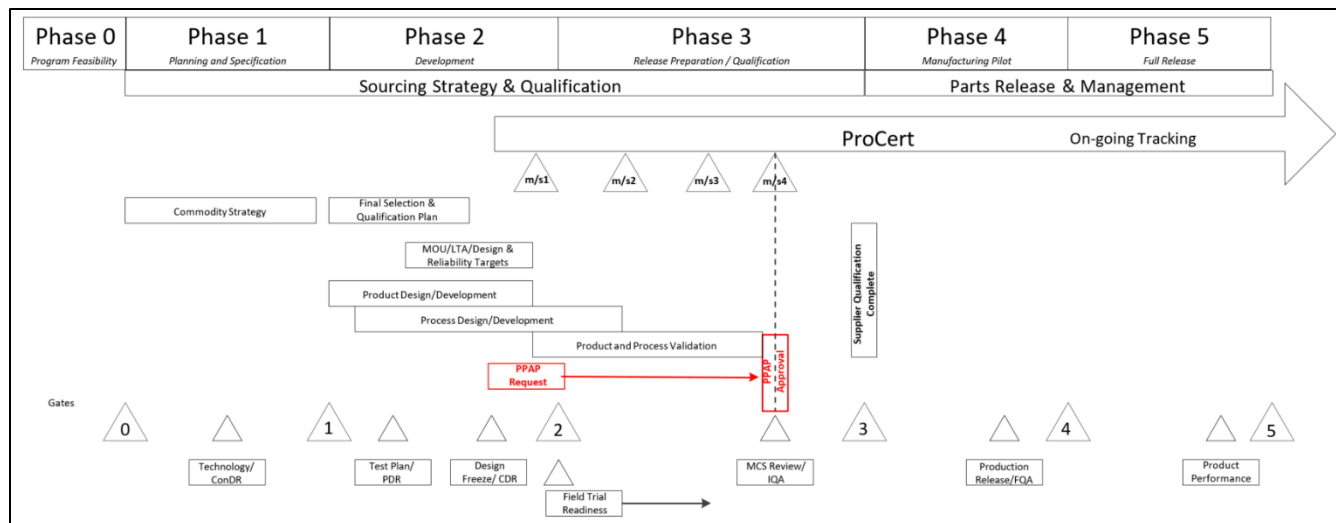 Phase 0
Program Feasibility
Phase 1
Planning and Specification
Phase 2
Development
Phase 3
Release Preparation / Qualification
Phase 4
Manufacturing Pilot
Phase 5
Full Release
Sourcing Strategy & Qualification
Parts Release & Management
ProCert
On-going Tracking
m/s1
m/s2
m/s3
m/s4
Commodity Strategy
Final Selection &
Qualification Plan
MOU/LTA/Design &
Reliability Targets
Product Design/Development
Process Design/Development
Product and Process Validation
PPAP
Request
PPAP
Approval
Supplier Qualification
Complete
Gates
0
1
2
3
4
5
Technology/
ConDR
Test Plan/
PDR
Design
Freeze/ CDR
Field Trial
Readiness
MCS Review/
IQA
Production
Release/FQA
Product
Performance